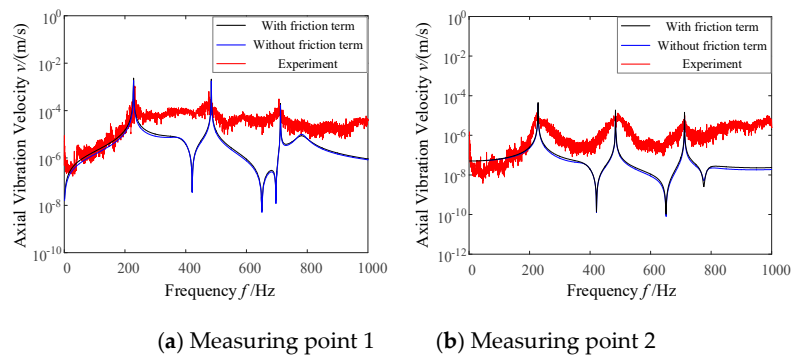 10^0
10^-2
10^-4
10^-6
10^-8
10^-10
Axial Vibration Velocity v/(m/s)
With friction term
Without friction term
Experiment
0 200 400 600 800 1000
Frequency f /Hz
(a) Measuring point 1
10^0
10^-2
10^-4
10^-6
10^-8
10^-10
10^-12
Axial Vibration Velocity v/(m/s)
With friction term
Without friction term
Experiment
0 200 400 600 800 1000
Frequency f /Hz
(b) Measuring point 2